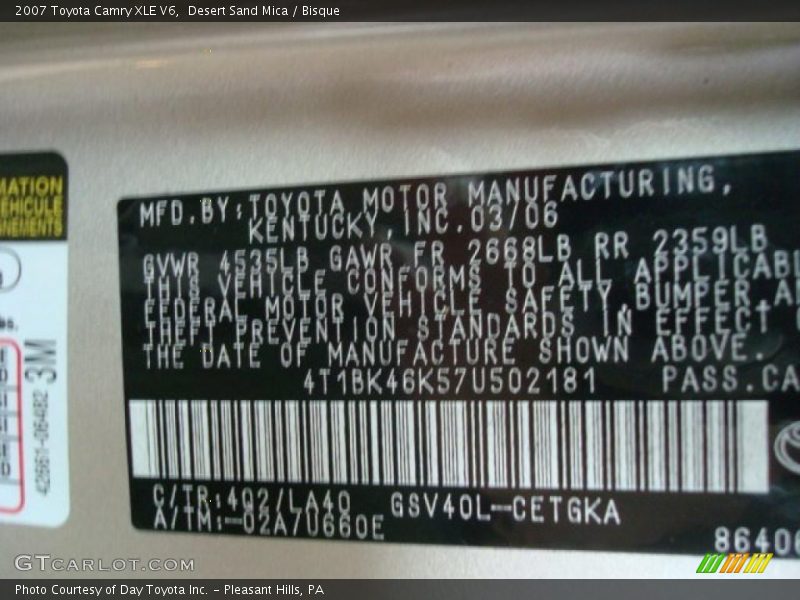 2007 Toyota Camry XLE V6,  Desert Sand Mica / Bisque
MATION
VEHICULE
MFD.BY:TOYOTA MOTOR MANUFACTURING,
KENTUCKY,INC.03/06
GVWR 4535LB GAWR FR 2668LB RR 2359LB
THIS VEHICLE CONFORMS TO ALL APPLICABL
FEDERAL MOTOR VEHICLE SAFETY,BUMPER,A
THEFT PREVENTION STANDARDS IN EFFECT
THE DATE OF MANUFACTURE SHOWN ABOVE.
4T1BK46K57U502181 PASS.CA
C/TR:4Q2/LA40 GSV40L-CETGKA
A/TM:-02A/U660E
86406
3M
42661-06482
GTCARLOT.COM
Photo Courtesy of Day Toyota Inc. - Pleasant Hills, PA